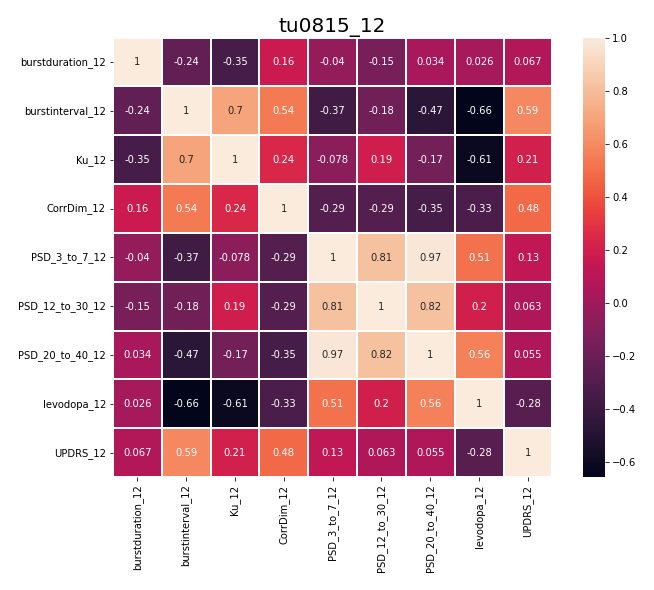 tu0815_12
burstduration_12 1 -0.24 -0.35 0.16 -0.04 -0.15 0.034 0.026 0.067
burstinterval_12 -0.24 1 0.7 0.54 -0.37 -0.18 -0.47 -0.66 0.59
Ku_12 -0.35 0.7 1 0.24 -0.078 0.19 -0.17 -0.61 0.21
CorrDim_12 0.16 0.54 0.24 1 -0.29 -0.29 -0.35 -0.33 0.48
PSD_3_to_7_12 -0.04 -0.37 -0.078 -0.29 1 0.81 0.97 0.51 0.13
PSD_12_to_30_12 -0.15 -0.18 0.19 -0.29 0.81 1 0.82 0.2 0.063
PSD_20_to_40_12 0.034 -0.47 -0.17 -0.35 0.97 0.82 1 0.56 0.055
levodopa_12 0.026 -0.66 -0.61 -0.33 0.51 0.2 0.56 1 -0.28
UPDRS_12 0.067 0.59 0.21 0.48 0.13 0.063 0.055 -0.28 1
burstduration_12
burstinterval_12
Ku_12
CorrDim_12
PSD_3_to_7_12
PSD_12_to_30_12
PSD_20_to_40_12
levodopa_12
UPDRS_12
1.0
0.8
0.6
0.4
0.2
0.0
−0.2
−0.4
−0.6